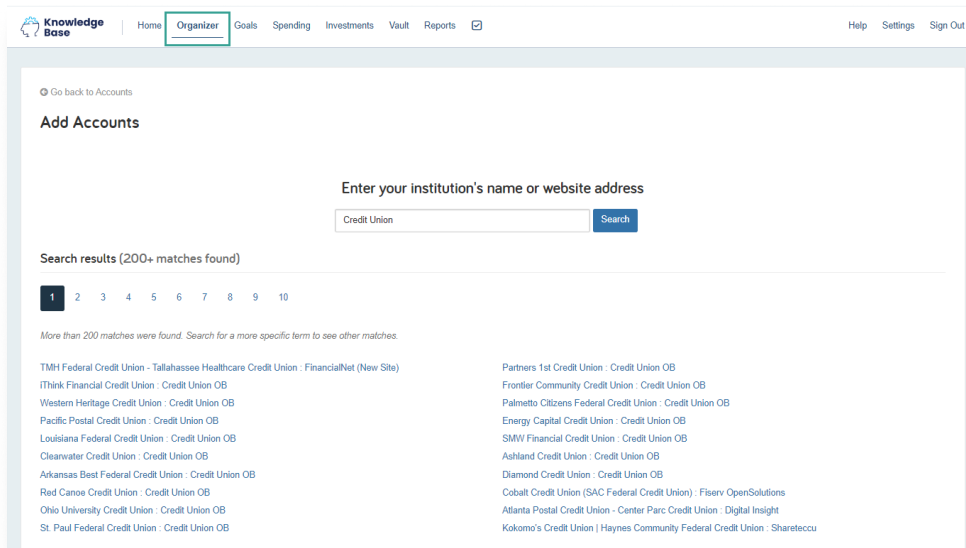 Knowledge Base
Home Organizer Goals Spending Investments Vault Reports Help Settings Sign Out
Go back to Accounts
Add Accounts
Enter your institution's name or website address
Credit Union Search
Search results (200+ matches found)
1 2 3 4 5 6 7 8 9 10
More than 200 matches were found. Search for a more specific term to see other matches.
TMH Federal Credit Union - Tallahassee Healthcare Credit Union : FinancialNet (New Site)
iThink Financial Credit Union : Credit Union OB
Western Heritage Credit Union : Credit Union OB
Pacific Postal Credit Union : Credit Union OB
Louisiana Federal Credit Union : Credit Union OB
Clearwater Credit Union : Credit Union OB
Arkansas Best Federal Credit Union : Credit Union OB
Red Canoe Credit Union : Credit Union OB
Ohio University Credit Union : Credit Union OB
St. Paul Federal Credit Union : Credit Union OB
Partners 1st Credit Union : Credit Union OB
Frontier Community Credit Union : Credit Union OB
Palmetto Citizens Federal Credit Union : Credit Union OB
Energy Capital Credit Union : Credit Union OB
SMW Financial Credit Union : Credit Union OB
Ashland Credit Union : Credit Union OB
Diamond Credit Union : Credit Union OB
Cobalt Credit Union (SAC Federal Credit Union) : Fiserv OpenSolutions
Atlanta Postal Credit Union - Center Parc Credit Union : Digital Insight
Kokomo's Credit Union | Haynes Community Federal Credit Union : Shareteccu